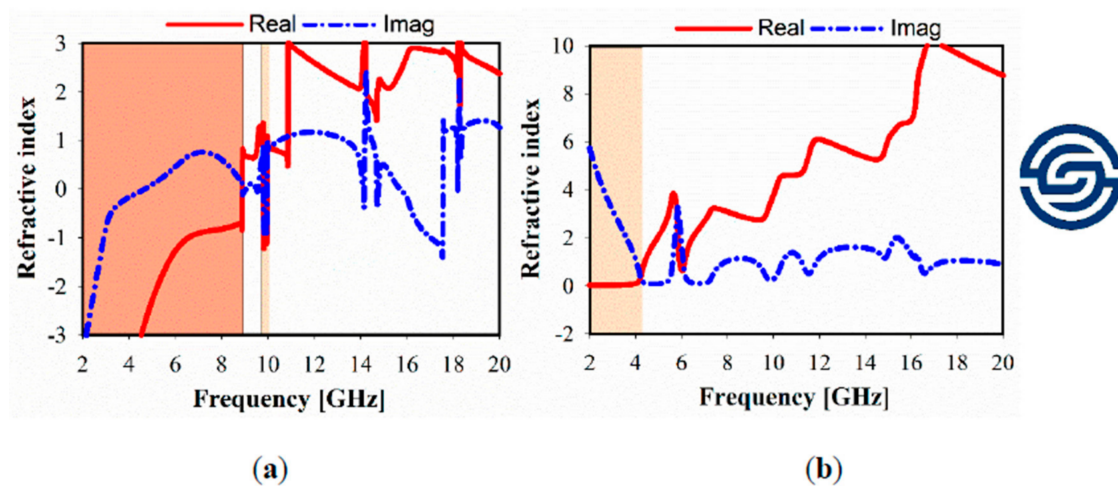 Real Imag
3
2
1
0
-1
-2
-3
Refractive index
2 4 6 8 10 12 14 16 18 20
Frequency [GHz]
(a)
Real Imag
10
8
6
4
2
0
-2
Refractive index
2 4 6 8 10 12 14 16 18 20
Frequency [GHz]
(b)